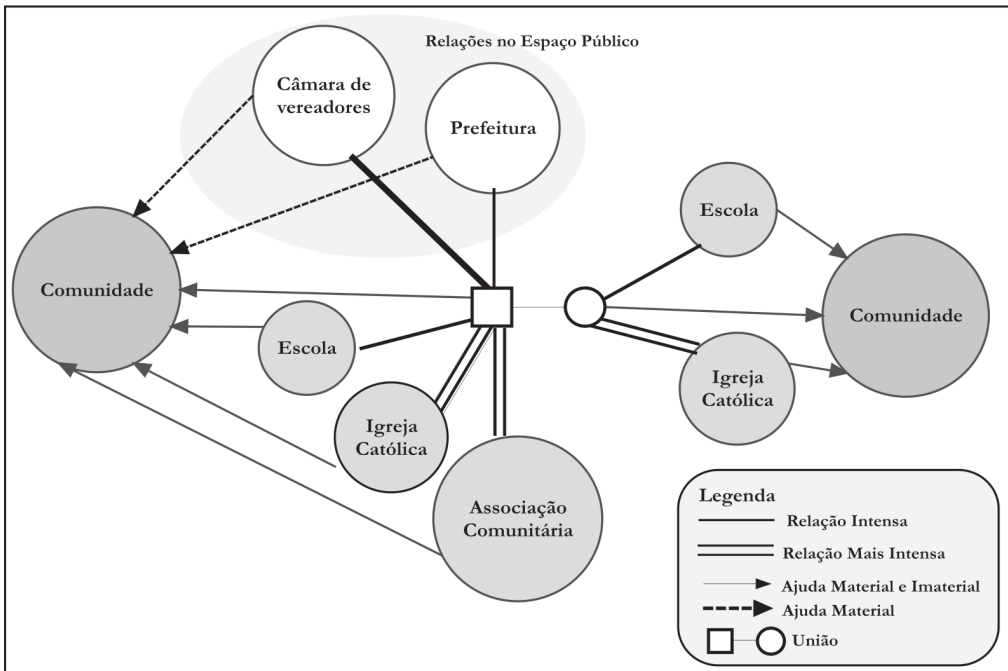 Relações no Espaço Público
Câmara de
vereadores
Prefeitura
Escola
Comunidade
Comunidade
Escola
Igreja
Católica
Igreja
Católica
Associação
Comunitária
Legenda
Relação Intensa
Relação Mais Intensa
Ajuda Material e Imaterial
Ajuda Material
União